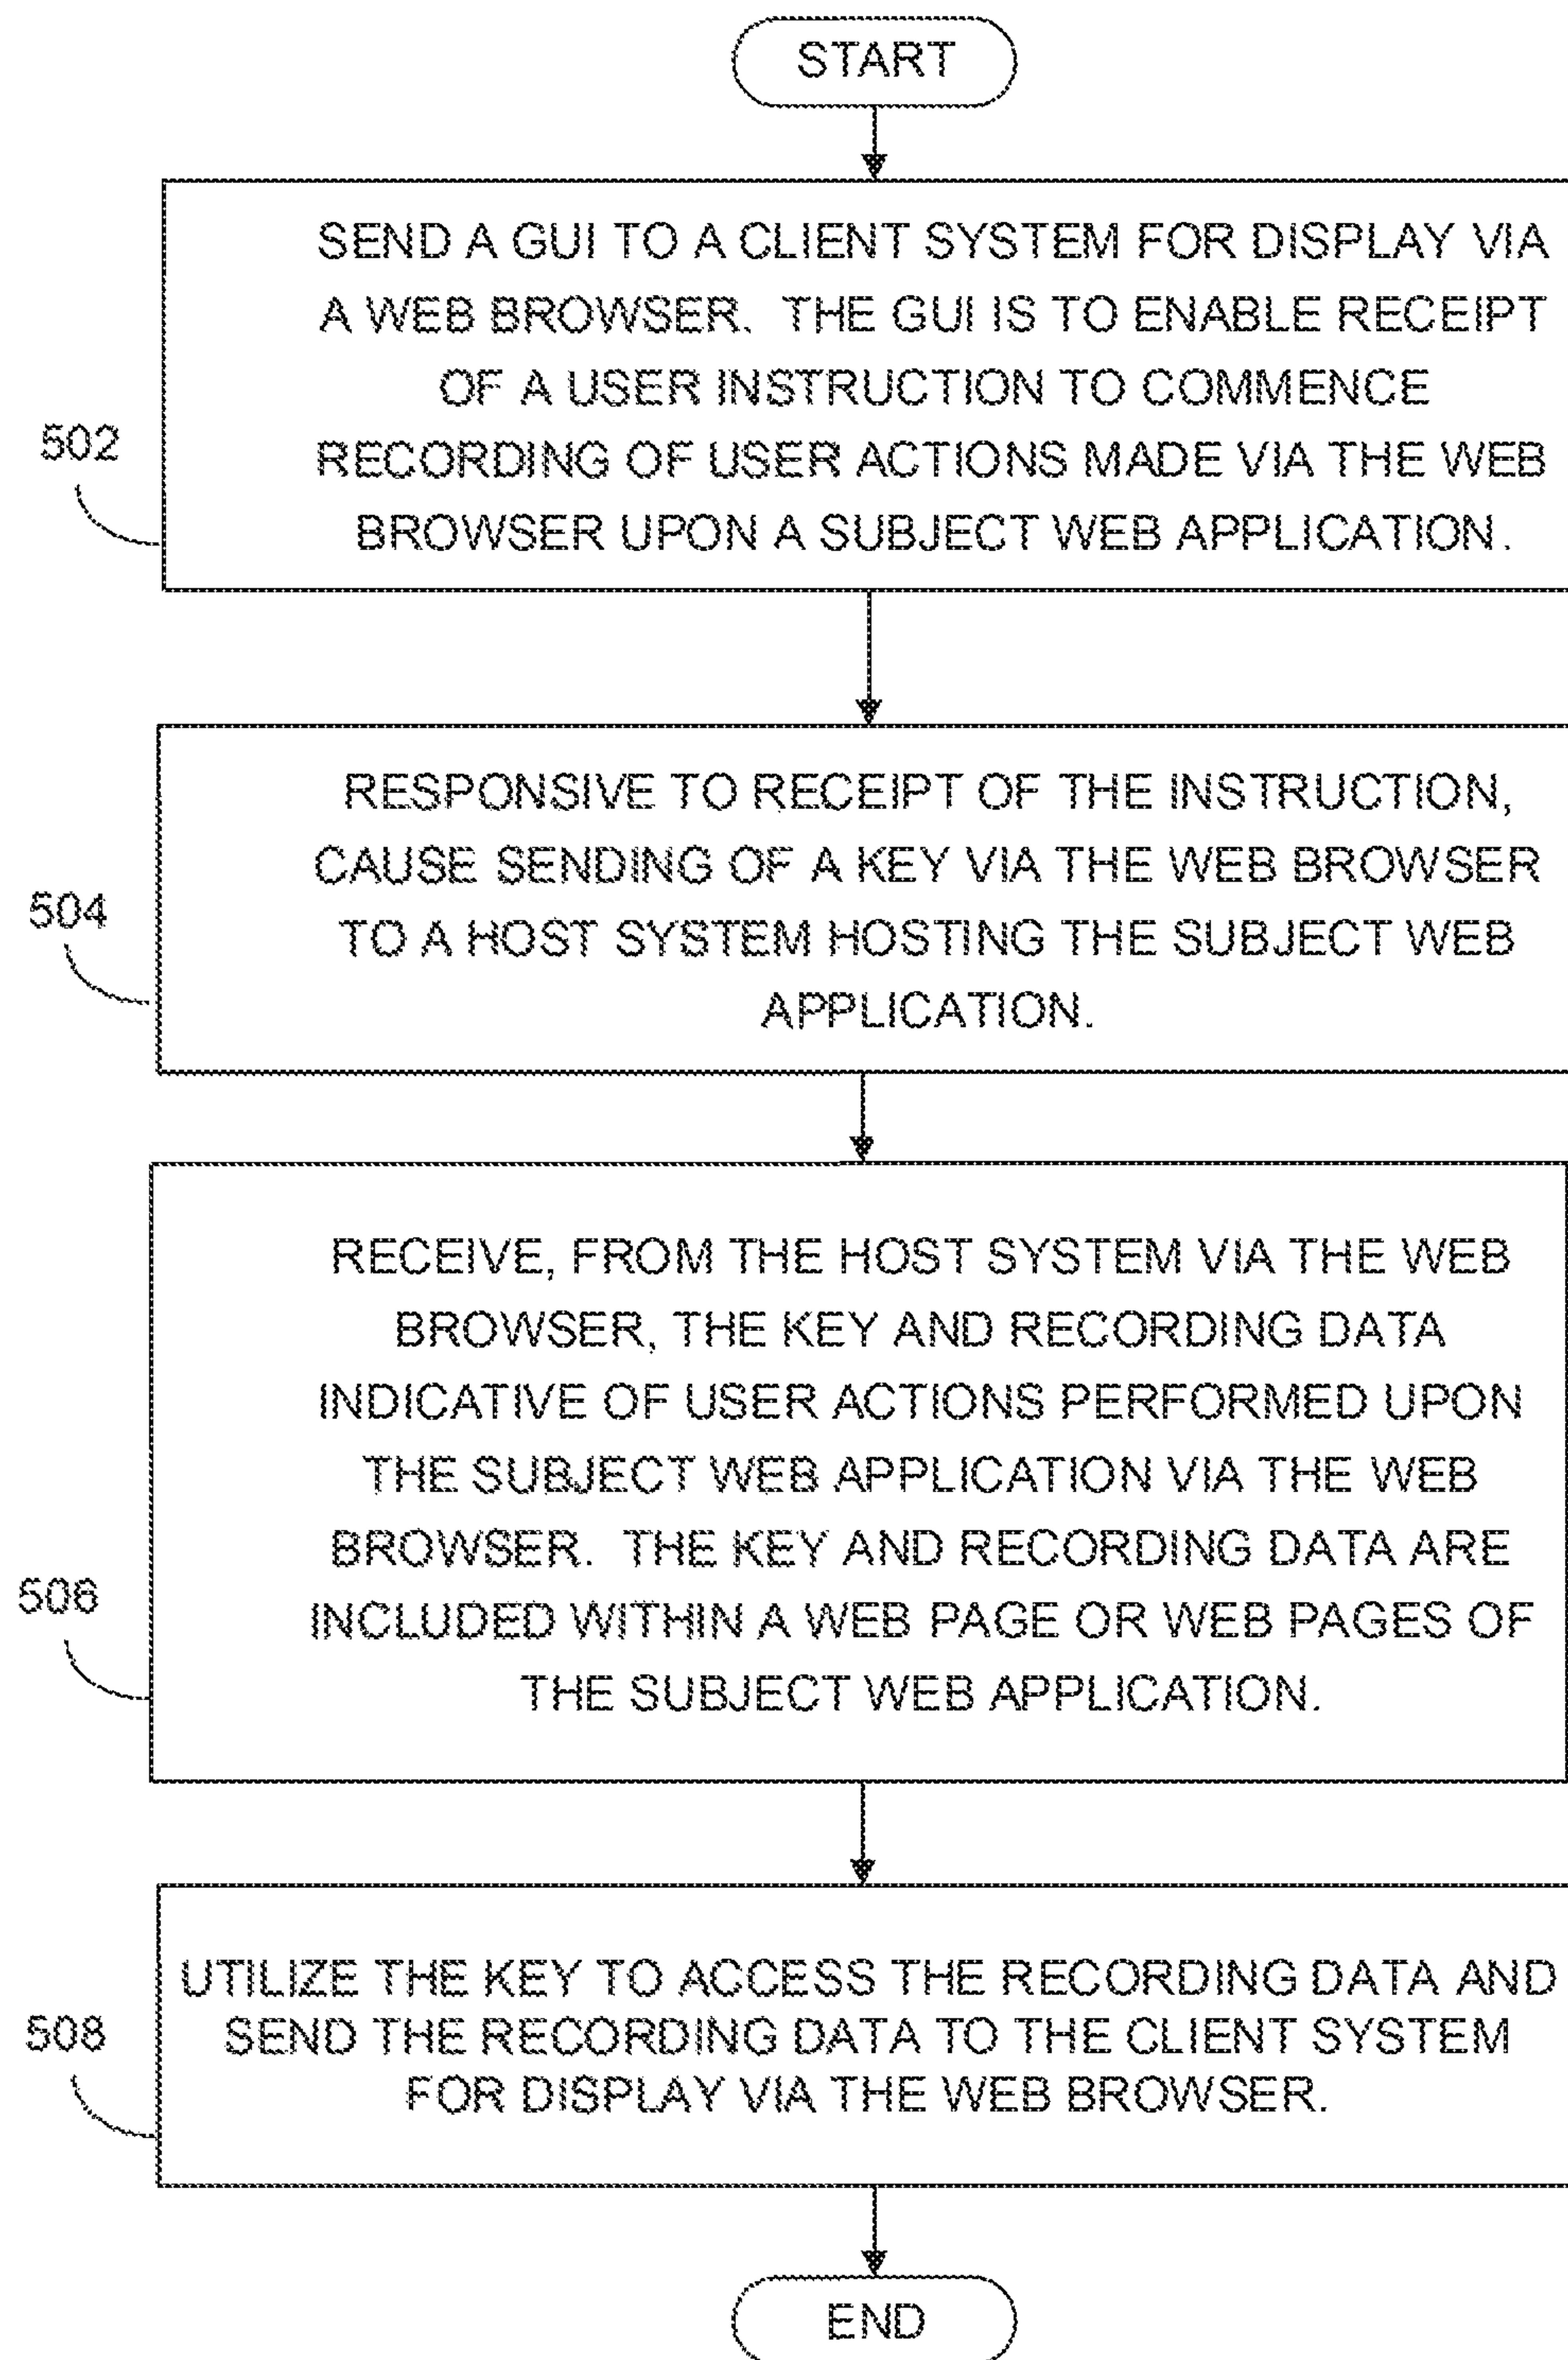 START
SEND A GUI TO A CLIENT SYSTEM FOR DISPLAY VIA
A WEB BROWSER. THE GUI IS TO ENABLE RECEIPT
OF A USER INSTRUCTION TO COMMENCE
RECORDING OF USER ACTIONS MADE VIA THE WEB
BROWSER UPON A SUBJECT WEB APPLICATION.
502
RESPONSIVE TO RECEIPT OF THE INSTRUCTION,
CAUSE SENDING OF A KEY VIA THE WEB BROWSER
TO A HOST SYSTEM HOSTING THE SUBJECT WEB
APPLICATION.
504
RECEIVE, FROM THE HOST SYSTEM VIA THE WEB
BROWSER, THE KEY AND RECORDING DATA
INDICATIVE OF USER ACTIONS PERFORMED UPON
THE SUBJECT WEB APPLICATION VIA THE WEB
BROWSER. THE KEY AND RECORDING DATA ARE
INCLUDED WITHIN A WEB PAGE OR WEB PAGES OF
THE SUBJECT WEB APPLICATION.
506
UTILIZE THE KEY TO ACCESS THE RECORDING DATA AND
SEND THE RECORDING DATA TO THE CLIENT SYSTEM
FOR DISPLAY VIA THE WEB BROWSER.
508
END